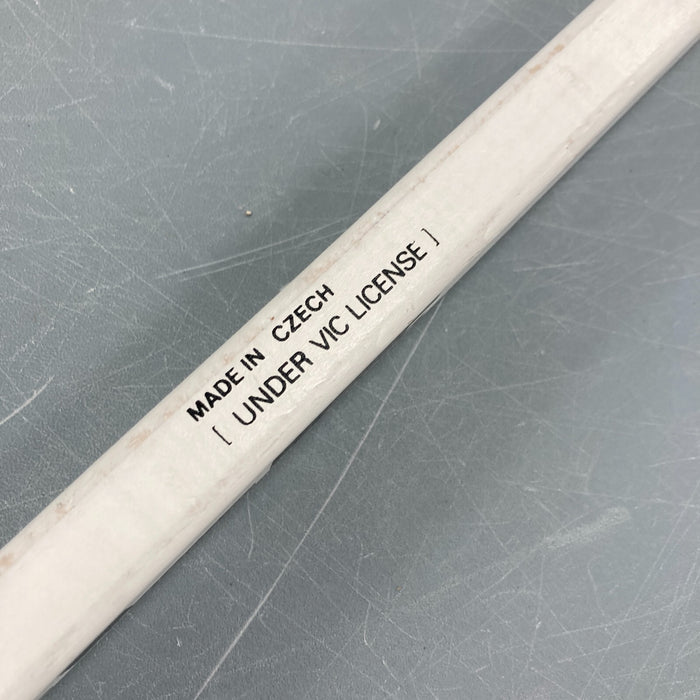 MADE IN CZECH
[ UNDER VIC LICENSE ]